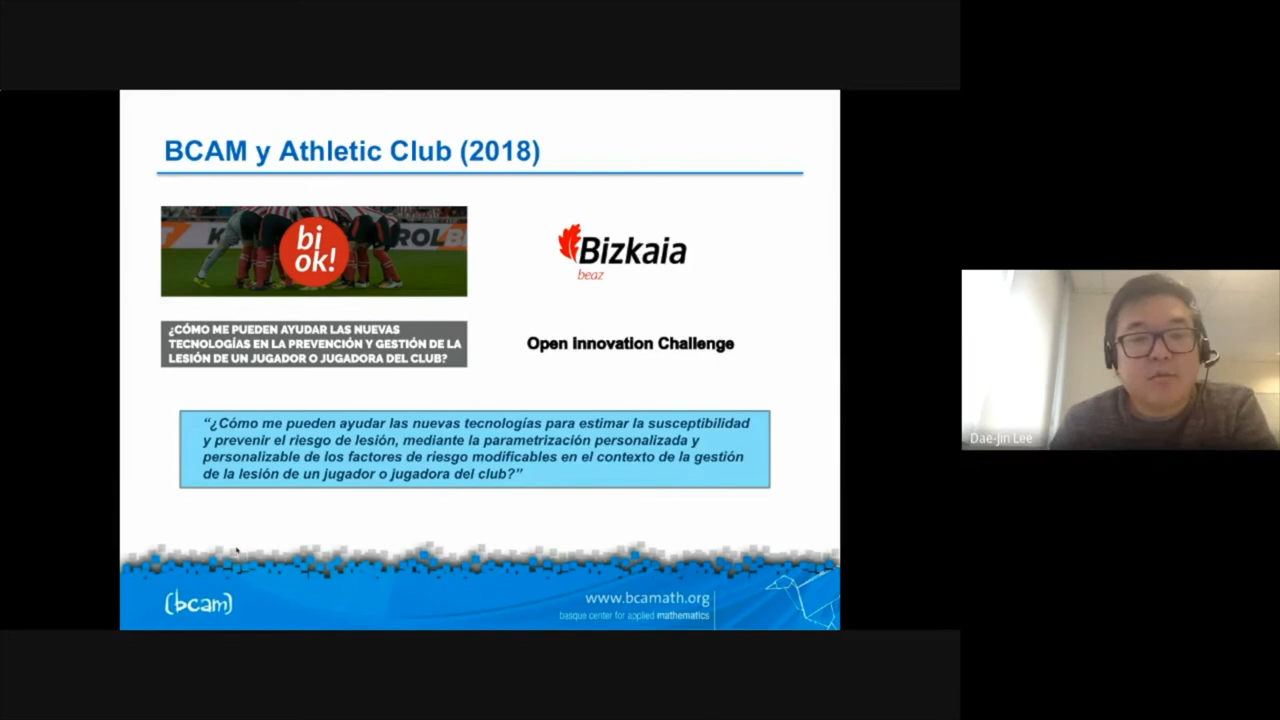 BCAM y Athletic Club (2018)
bi
ok!
K
ROLB
Bizkaia
beaz
¿CÓMO ME PUEDEN AYUDAR LAS NUEVAS
TECNOLOGÍAS EN LA PREVENCIÓN Y GESTIÓN DE LA
LESIÓN DE UN JUGADOR O JUGADORA DEL CLUB?
Open Innovation Challenge
“¿Cómo me pueden ayudar las nuevas tecnologías para estimar la susceptibilidad
y prevenir el riesgo de lesión, mediante la parametrización personalizada y
personalizable de los factores de riesgo modificables en el contexto de la gestión
de la lesión de un jugador o jugadora del club?”
Dae-Jin Lee
(bcam)
www.bcamath.org
basque center for applied mathematics